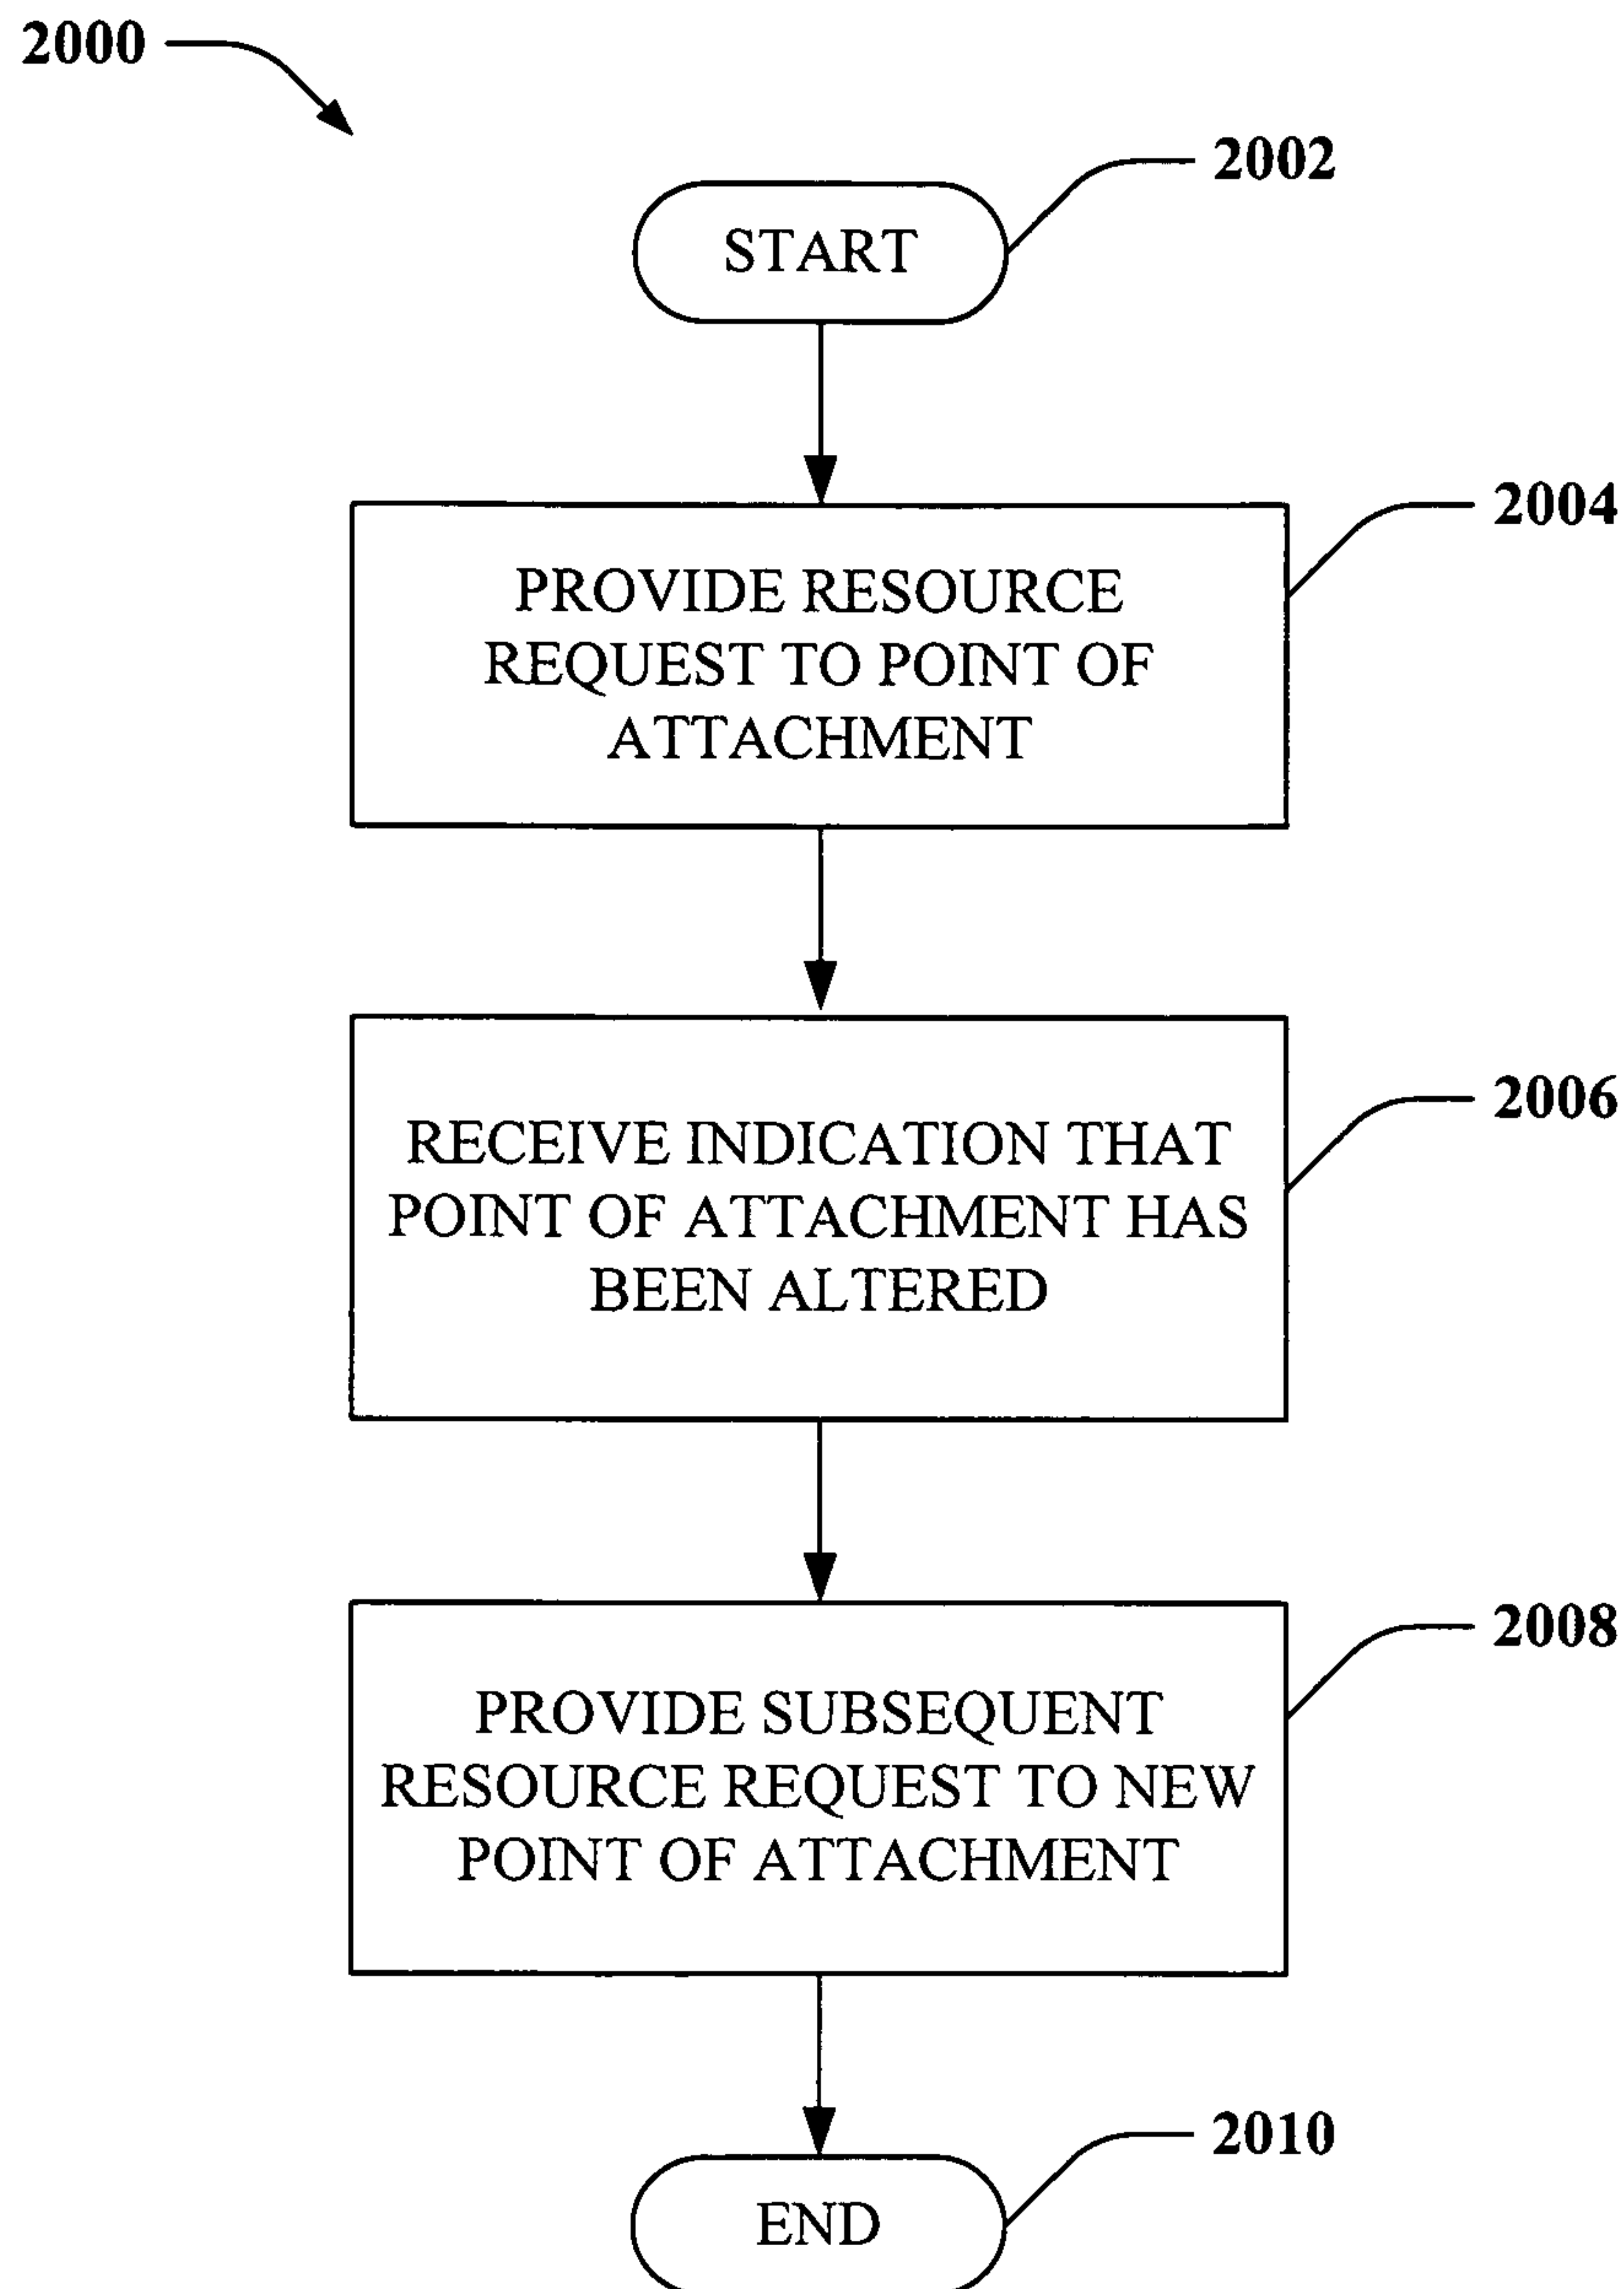 2000
2002
START
2004
PROVIDE RESOURCE
REQUEST TO POINT OF
ATTACHMENT
2006
RECEIVE INDICATION THAT
POINT OF ATTACHMENT HAS
BEEN ALTERED
2008
PROVIDE SUBSEQUENT
RESOURCE REQUEST TO NEW
POINT OF ATTACHMENT
2010
END